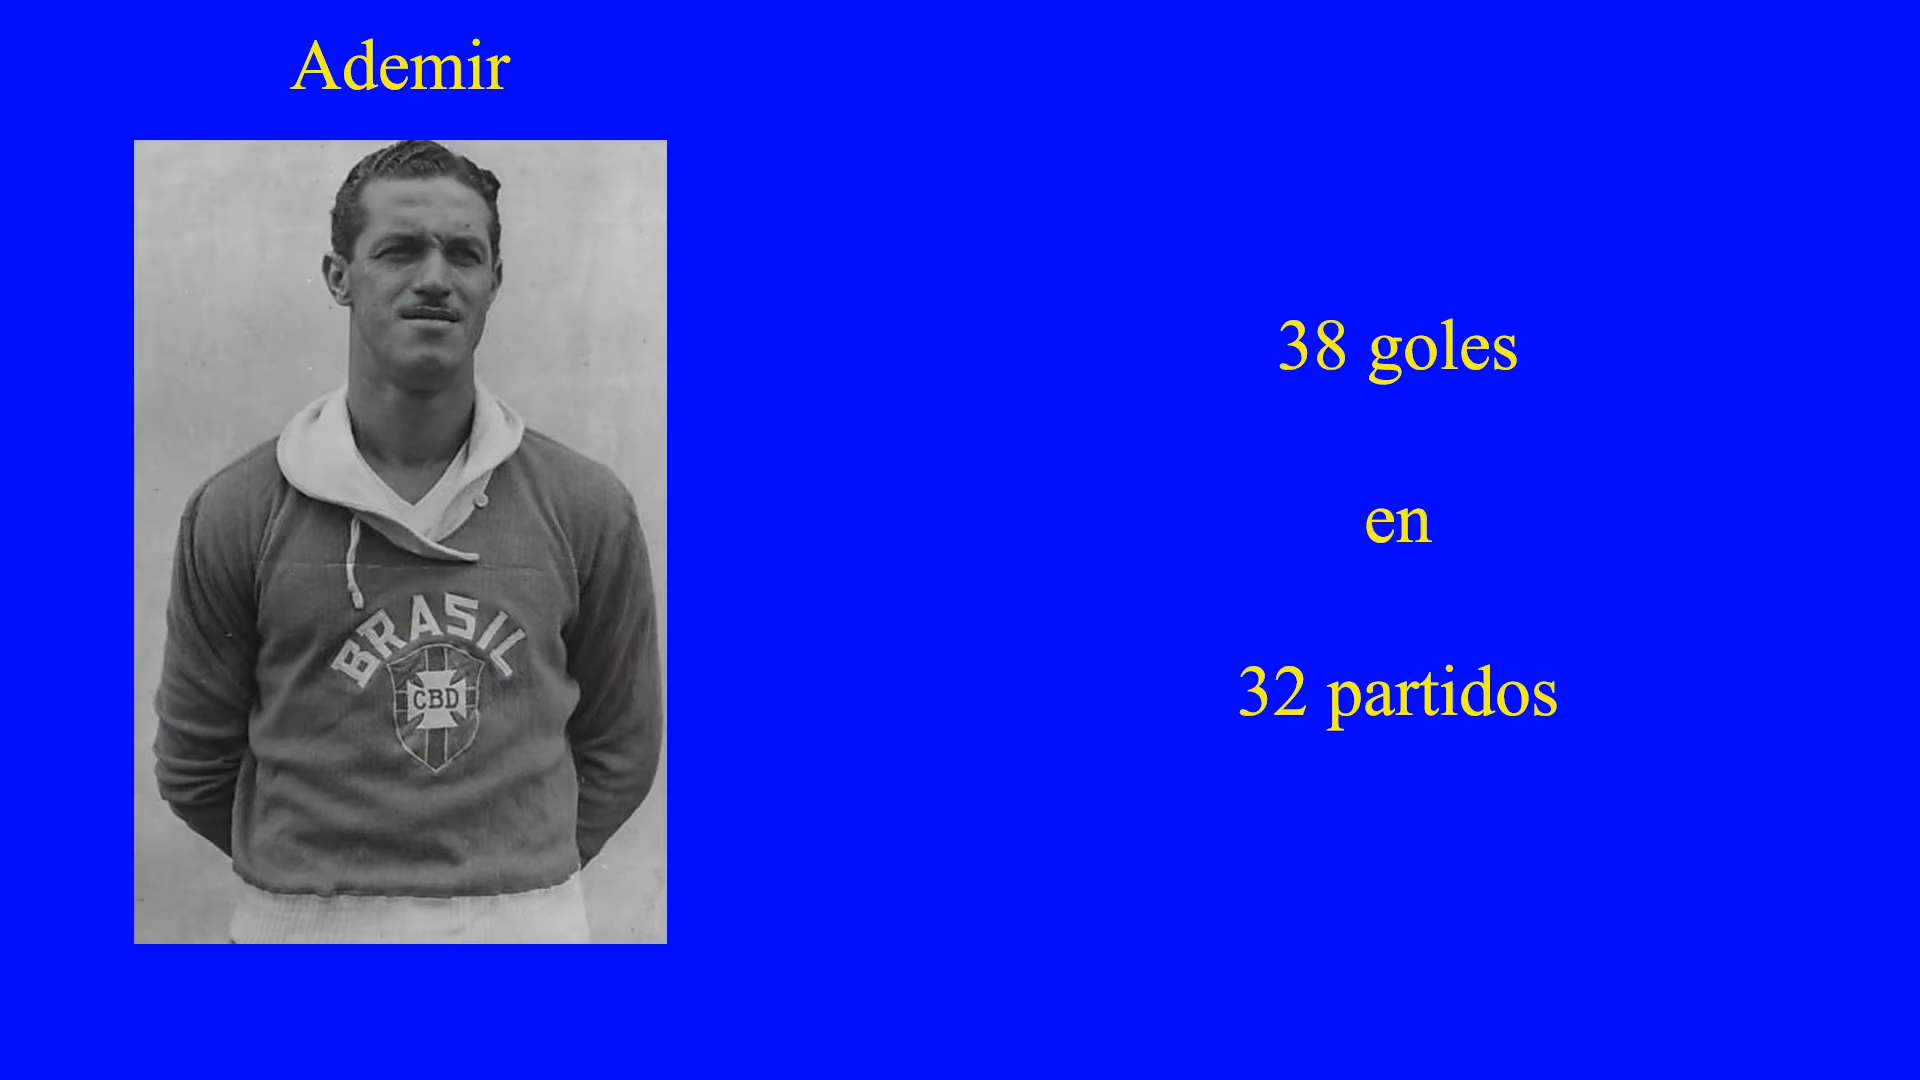 Ademir
BRASIL
CBD
38 goles
en
32 partidos